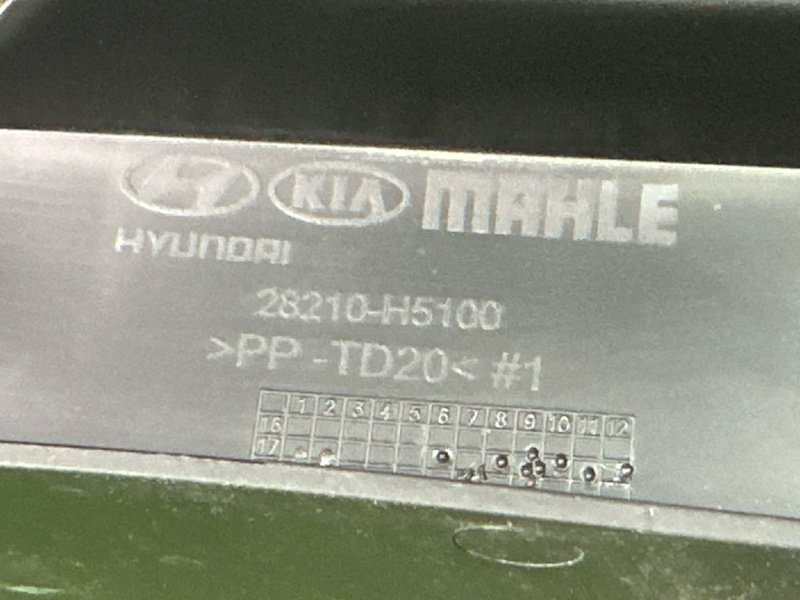 KIA MAHLE
HYUNDAI
28210-H5100
>PP-TD20< #1
1 2 3 4 5 6 7 8 9 10 11 12
16
17